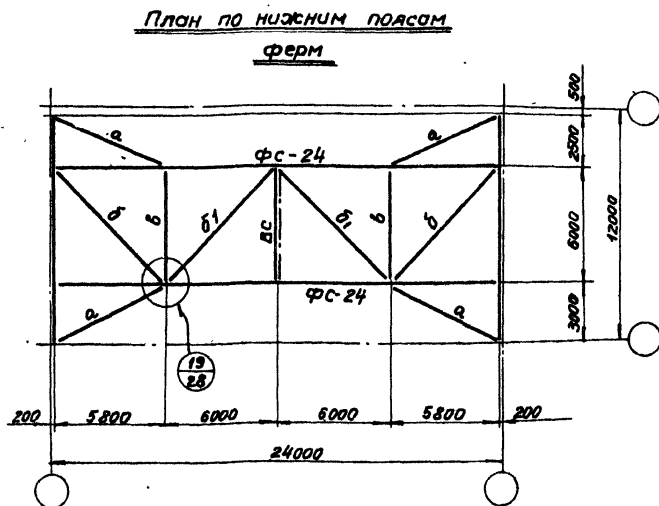 План по нижним поясам
ферм
500
а
а
2500
ФС-24
б
в
б1
ВС
б1
в
б
6000
12000
ФС-24
а
а
3000
19
28
200 5800 6000 6000 5800 200
24000